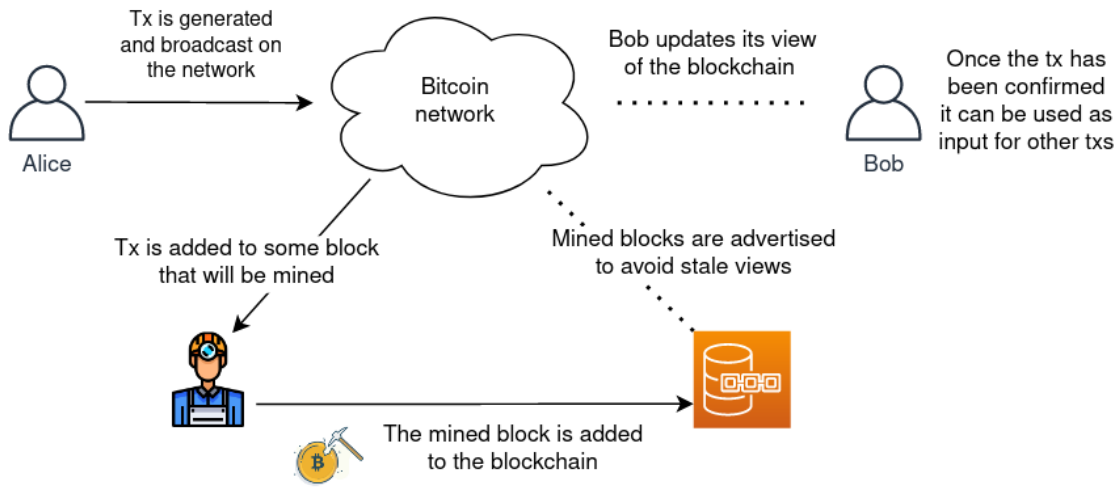 Tx is generated
and broadcast on
the network
Alice
Bitcoin
network
Bob updates its view
of the blockchain
Bob
Once the tx has
been confirmed
it can be used as
input for other txs
Tx is added to some block
that will be mined
Mined blocks are advertised
to avoid stale views
The mined block is added
to the blockchain